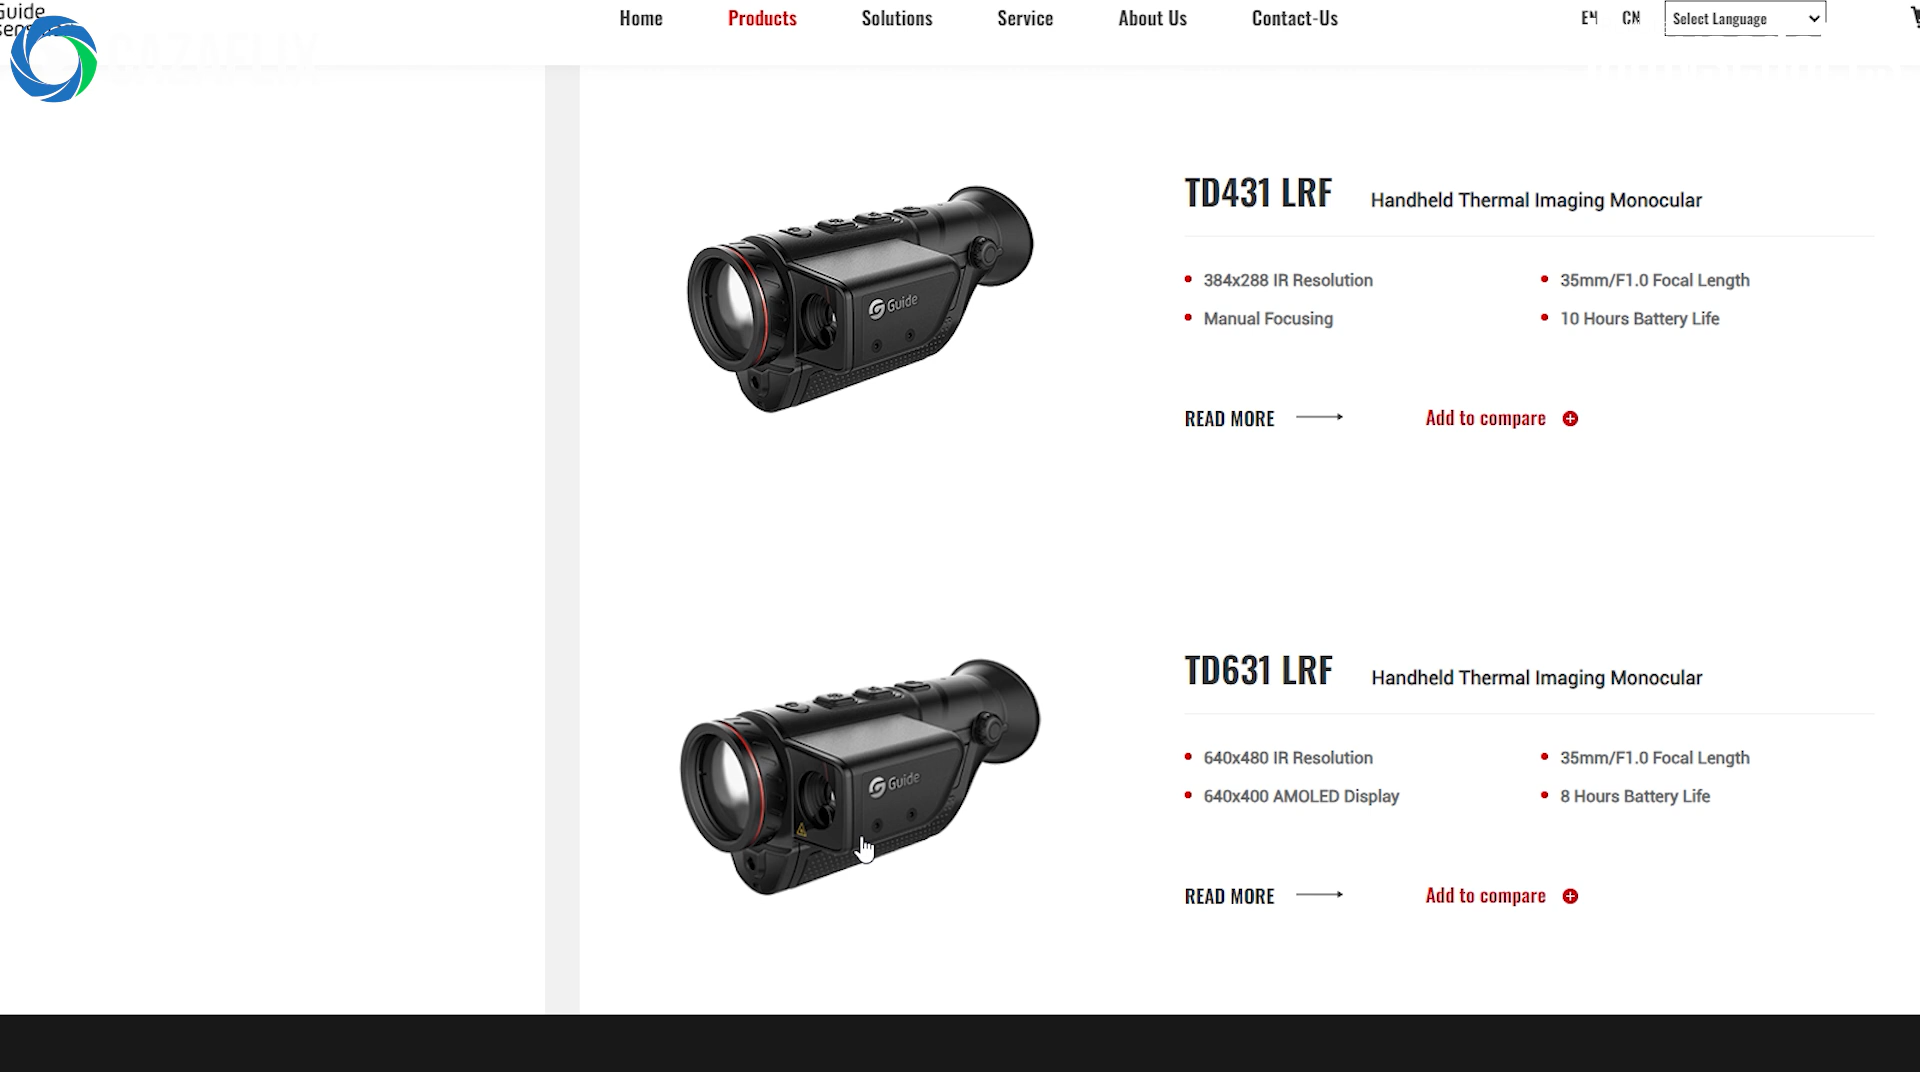 Guide
Home Products Solutions Service About Us Contact-Us
EN CN Select Language
TD431 LRF Handheld Thermal Imaging Monocular
384x288 IR Resolution 35mm/F1.0 Focal Length
Manual Focusing 10 Hours Battery Life
READ MORE Add to compare
Guide
TD631 LRF Handheld Thermal Imaging Monocular
640x480 IR Resolution 35mm/F1.0 Focal Length
640x400 AMOLED Display 8 Hours Battery Life
READ MORE Add to compare
Guide